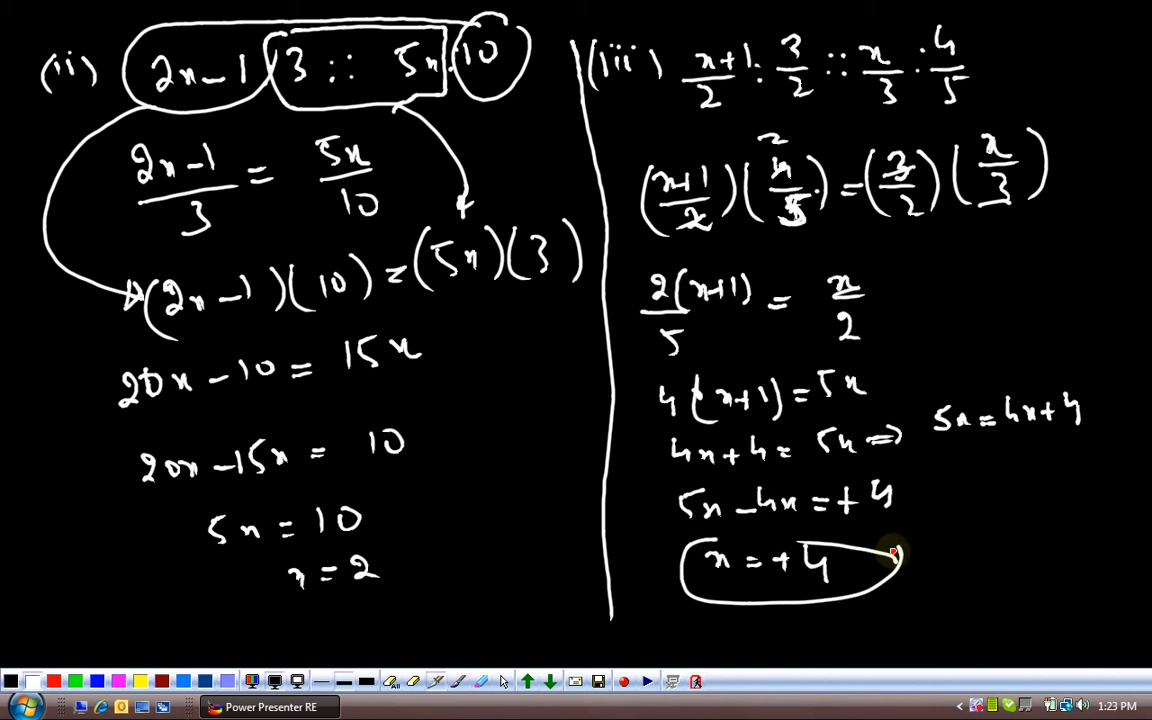 (ii) 2x-1 : 3 :: 5x : 10
2x-1/3 = 5x/10
(2x-1)(10) = (5x)(3)
20x-10 = 15x
20x-15x = 10
5x = 10
x = 2
(iii) x+1/2 : 3/2 :: x/3 : 4/5
(x+1/2)(4/5) = (3/2)(x/3)
2(x+1)/5 = x/2
4(x+1) = 5x
4x+4 = 5x ⇒ 5x = 4x+4
5x-4x = +4
x = +4
Power Presenter RE
1:23 PM